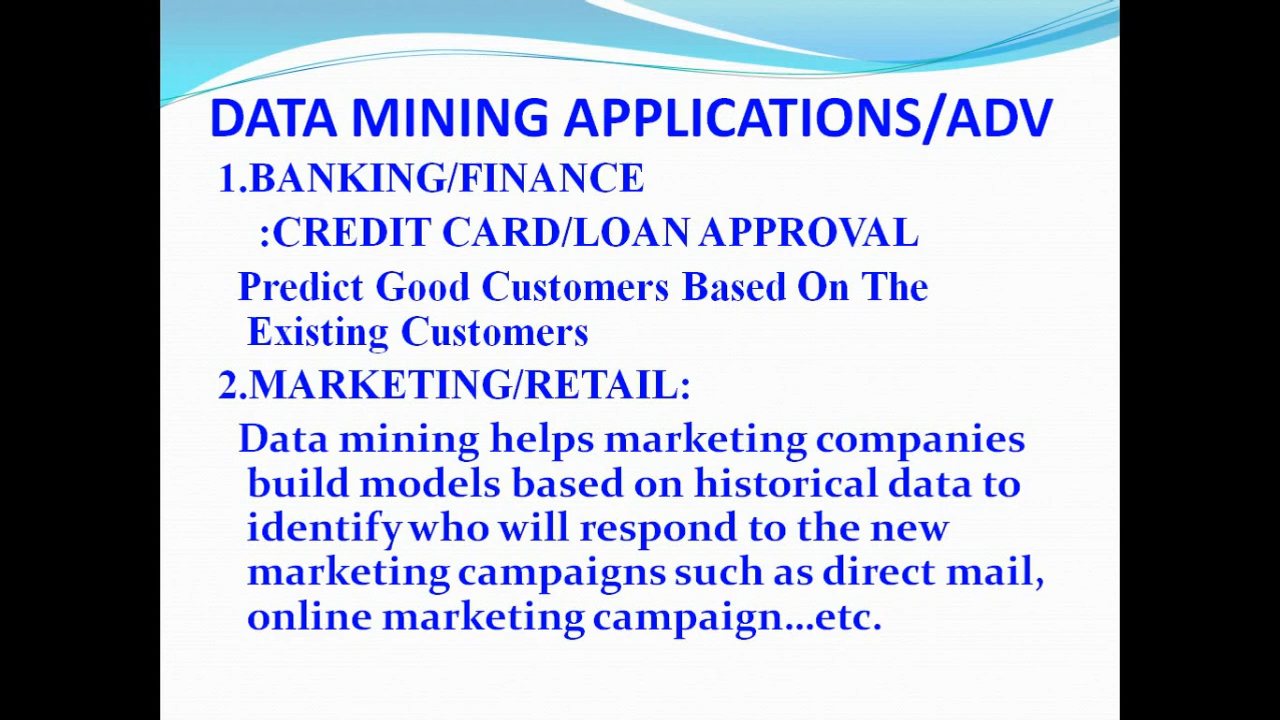 DATA MINING APPLICATIONS/ADV
1.BANKING/FINANCE
:CREDIT CARD/LOAN APPROVAL
Predict Good Customers Based On The
Existing Customers
2.MARKETING/RETAIL:
Data mining helps marketing companies
build models based on historical data to
identify who will respond to the new
marketing campaigns such as direct mail,
online marketing campaign...etc.